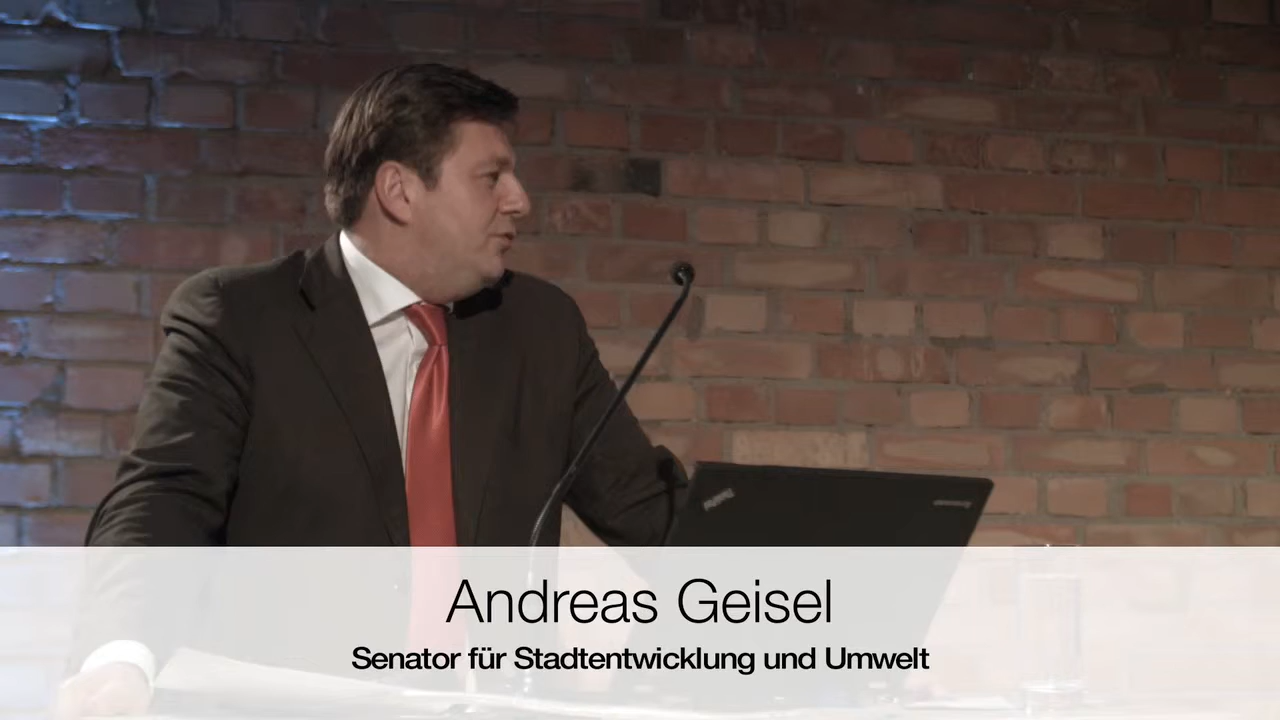 Andreas Geisel
Senator für Stadtentwicklung und Umwelt